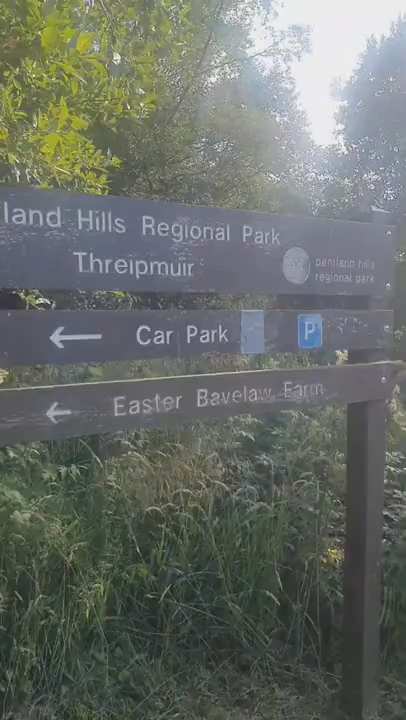 land Hills Regional Park
Threipmuir
pentland hills
regional park
Car Park
P
Easter Bavelaw Farm